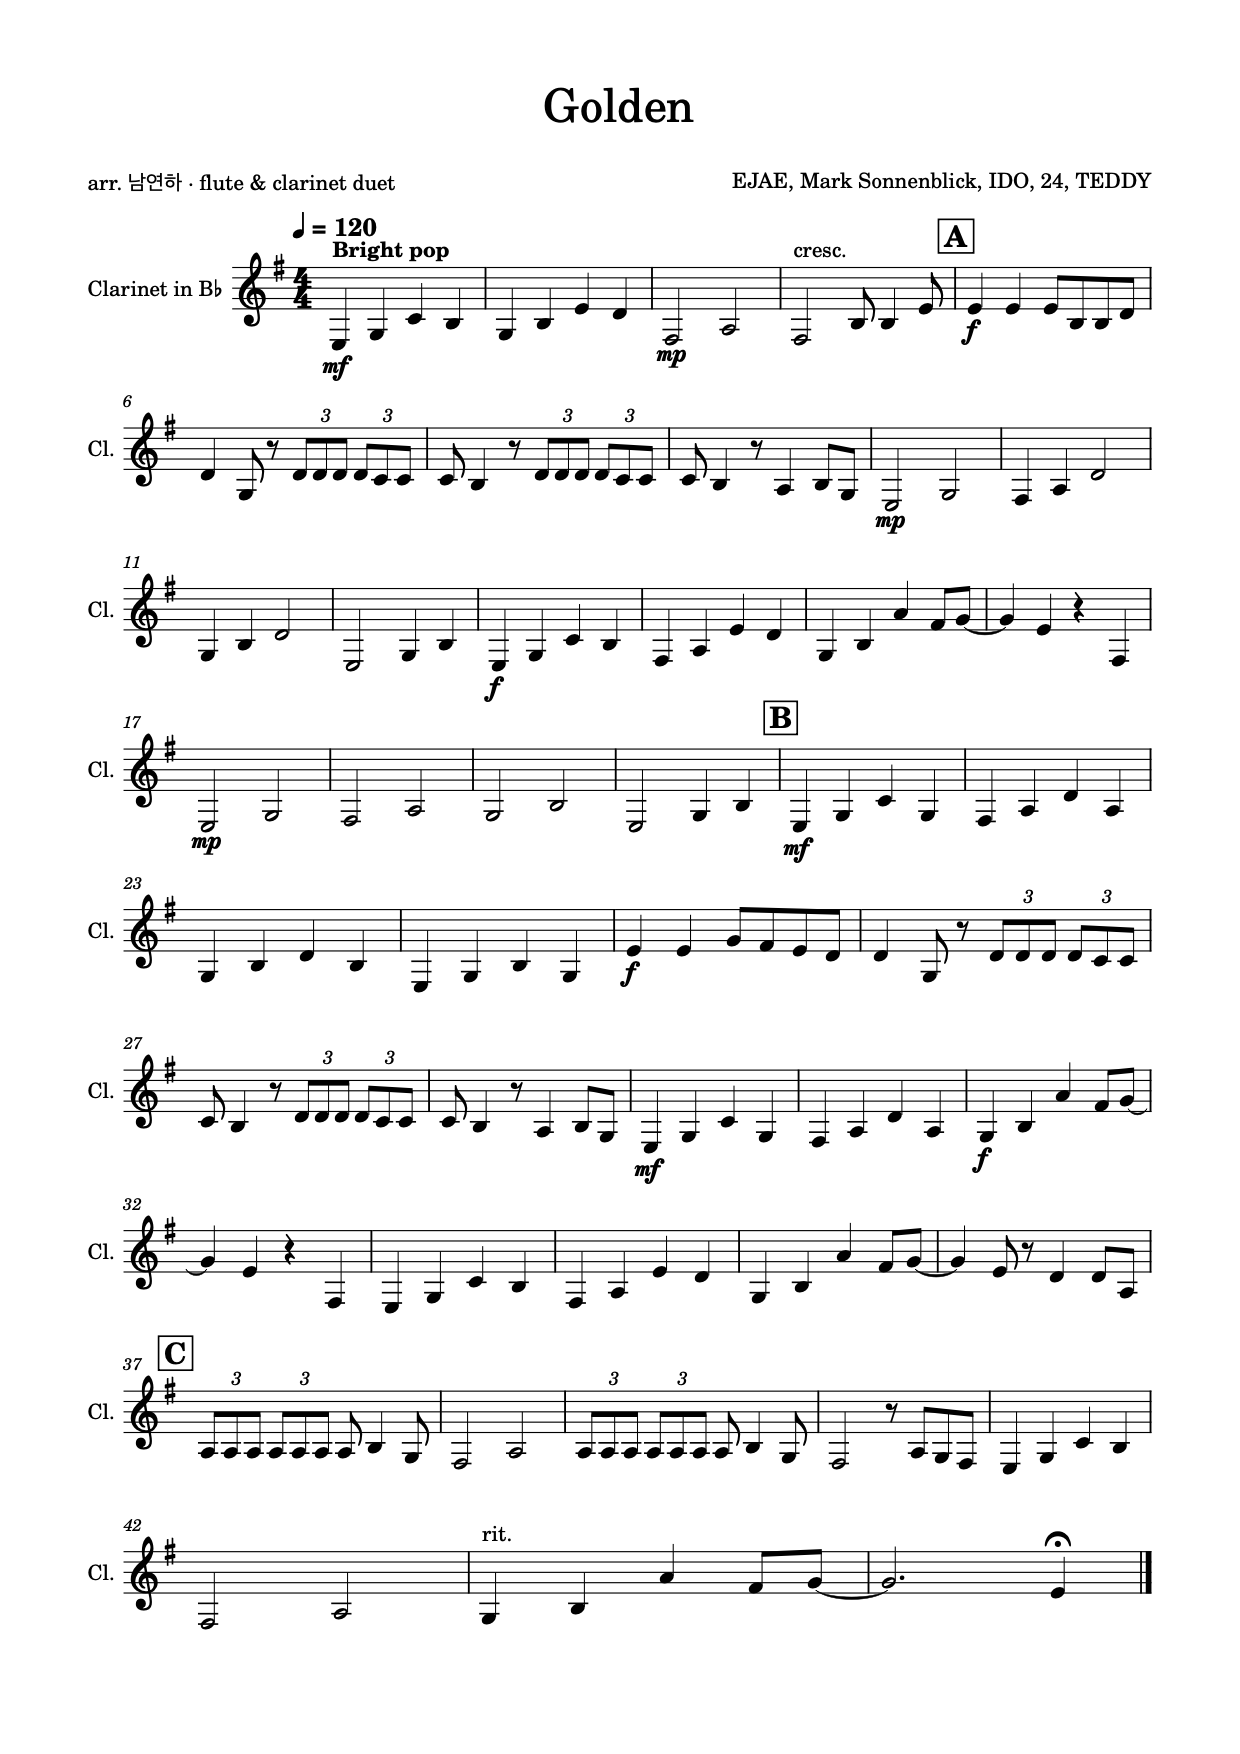 Golden
arr. 남연하 · flute & clarinet duet
EJAE, Mark Sonnenblick, IDO, 24, TEDDY
♩ = 120
Bright pop
cresc.
A
Clarinet in B♭
4
4
mf
mp
f
6
3 3 3 3
Cl.
mp
11
Cl.
f
17
B
Cl.
mp
mf
23
3 3
Cl.
f
27
3 3
Cl.
mf
f
32
Cl.
C
37
3 3 3 3
Cl.
42
rit.
Cl.